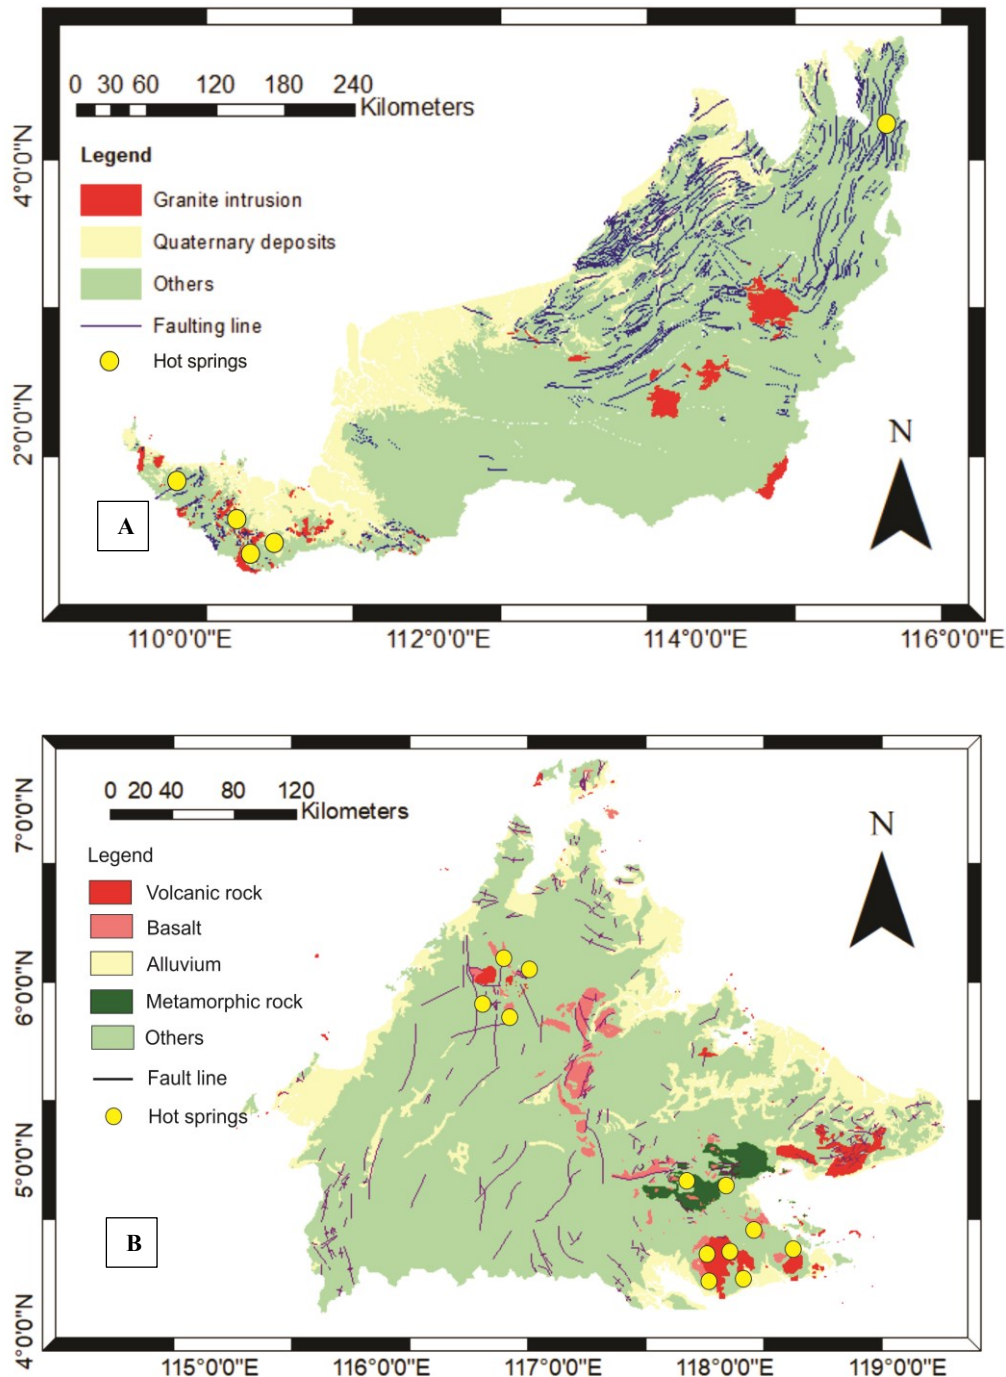 0 30 60 120 180 240
Kilometers
Legend
Granite intrusion
Quaternary deposits
Others
Faulting line
Hot springs
4°0'0"N
2°0'0"N
N
A
110°0'0"E 112°0'0"E 114°0'0"E 116°0'0"E
0 20 40 80 120
Kilometers
Legend
Volcanic rock
Basalt
Alluvium
Metamorphic rock
Others
Fault line
Hot springs
7°0'0"N
6°0'0"N
5°0'0"N
4°0'0"N
N
B
115°0'0"E 116°0'0"E 117°0'0"E 118°0'0"E 119°0'0"E